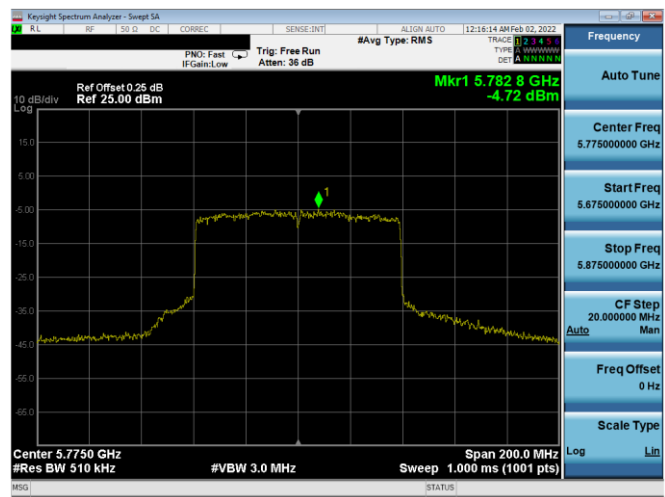 Keysight Spectrum Analyzer - Swept SA
RL RF 50 Ω DC CORREC SENSE:INT ALIGN AUTO 12:16:14 AM Feb 02, 2022
PNO: Fast Trig: Free Run #Avg Type: RMS TRACE 1 2 3 4 5 6
IFGain:Low Atten: 36 dB TYPE A WWWWW
DET A N N N N N
Ref Offset 0.25 dB
10 dB/div Ref 25.00 dBm
Log
Mkr1 5.782 8 GHz
-4.72 dBm
15.0
5.00
1
-5.00
-15.0
-25.0
-35.0
-45.0
-55.0
-65.0
Center 5.7750 GHz Span 200.0 MHz
#Res BW 510 kHz #VBW 3.0 MHz Sweep 1.000 ms (1001 pts)
MSG STATUS
Frequency
Auto Tune
Center Freq
5.775000000 GHz
Start Freq
5.675000000 GHz
Stop Freq
5.875000000 GHz
CF Step
20.000000 MHz
Auto Man
Freq Offset
0 Hz
Scale Type
Log Lin